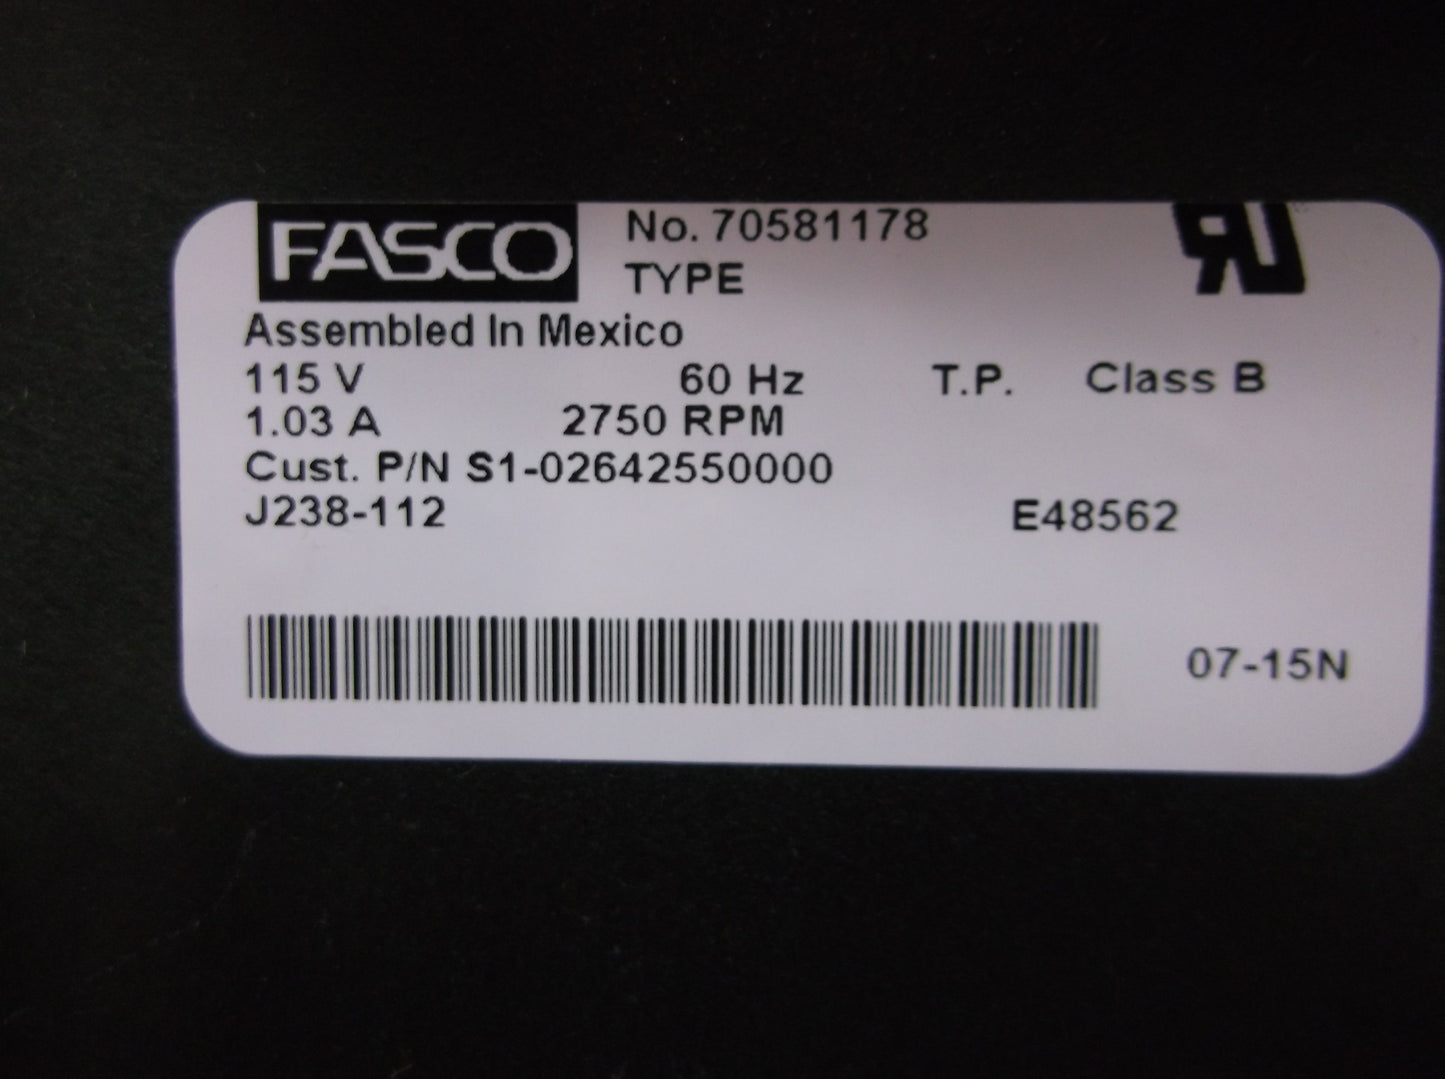 FASCO No. 70581178
TYPE
Assembled In Mexico
115 V 60 Hz T.P. Class B
1.03 A 2750 RPM
Cust. P/N S1-02642550000
J238-112 E48562
07-15N